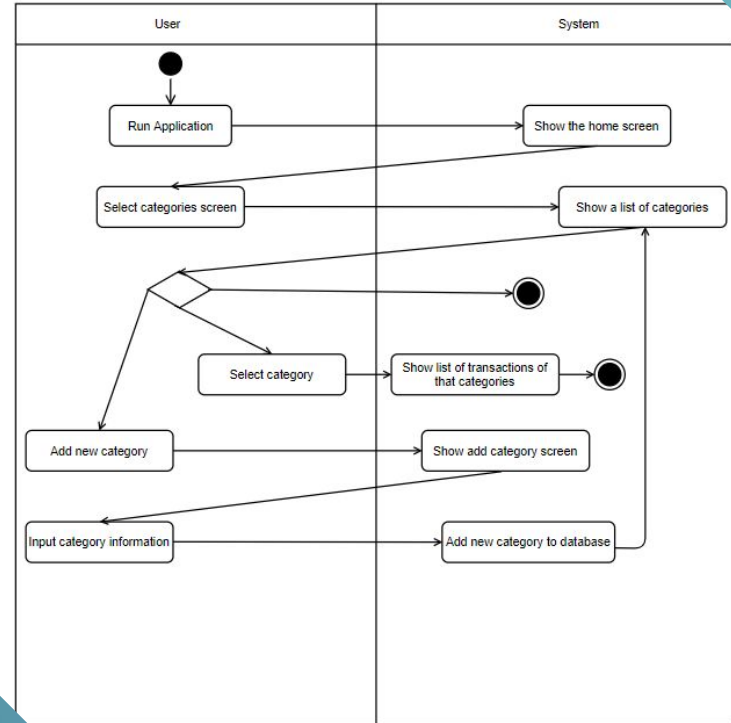 User
System
Run Application
Show the home screen
Select categories screen
Show a list of categories
Select category
Show list of transactions of
that categories
Add new category
Show add category screen
Input category information
Add new category to database